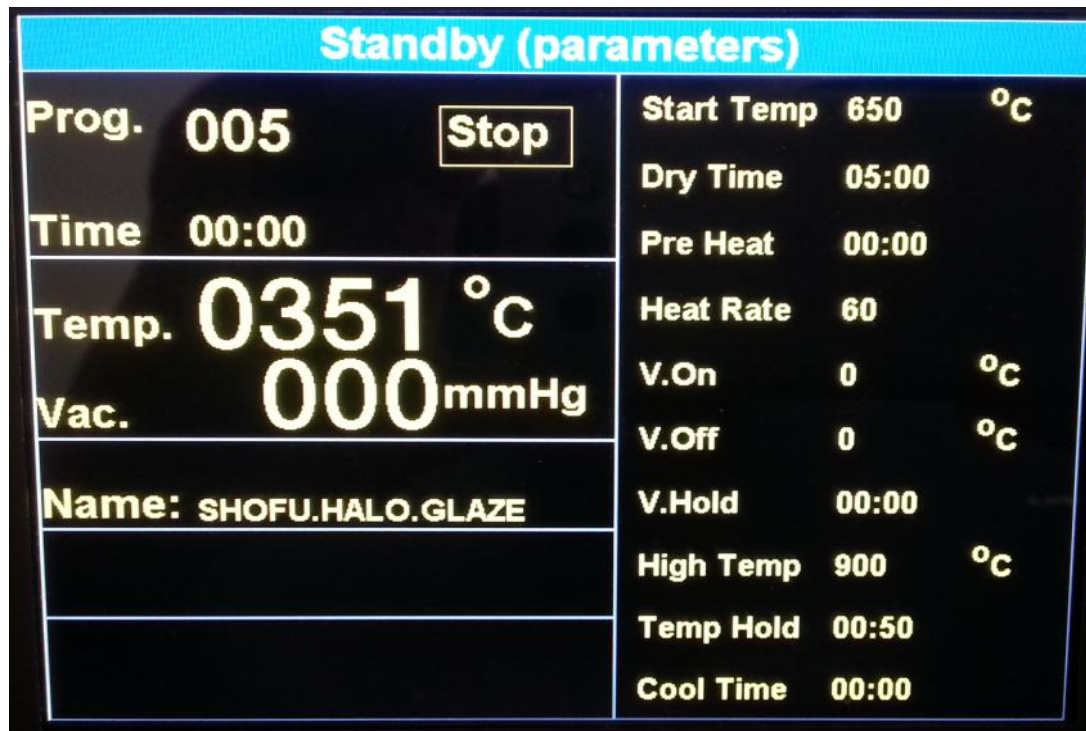 Standby (parameters)
Prog. 005 Stop
Time 00:00
Temp. 0351 °C
Vac. 000 mmHg
Name: SHOFU.HALO.GLAZE
Start Temp 650 °C
Dry Time 05:00
Pre Heat 00:00
Heat Rate 60
V.On 0 °C
V.Off 0 °C
V.Hold 00:00
High Temp 900 °C
Temp Hold 00:50
Cool Time 00:00